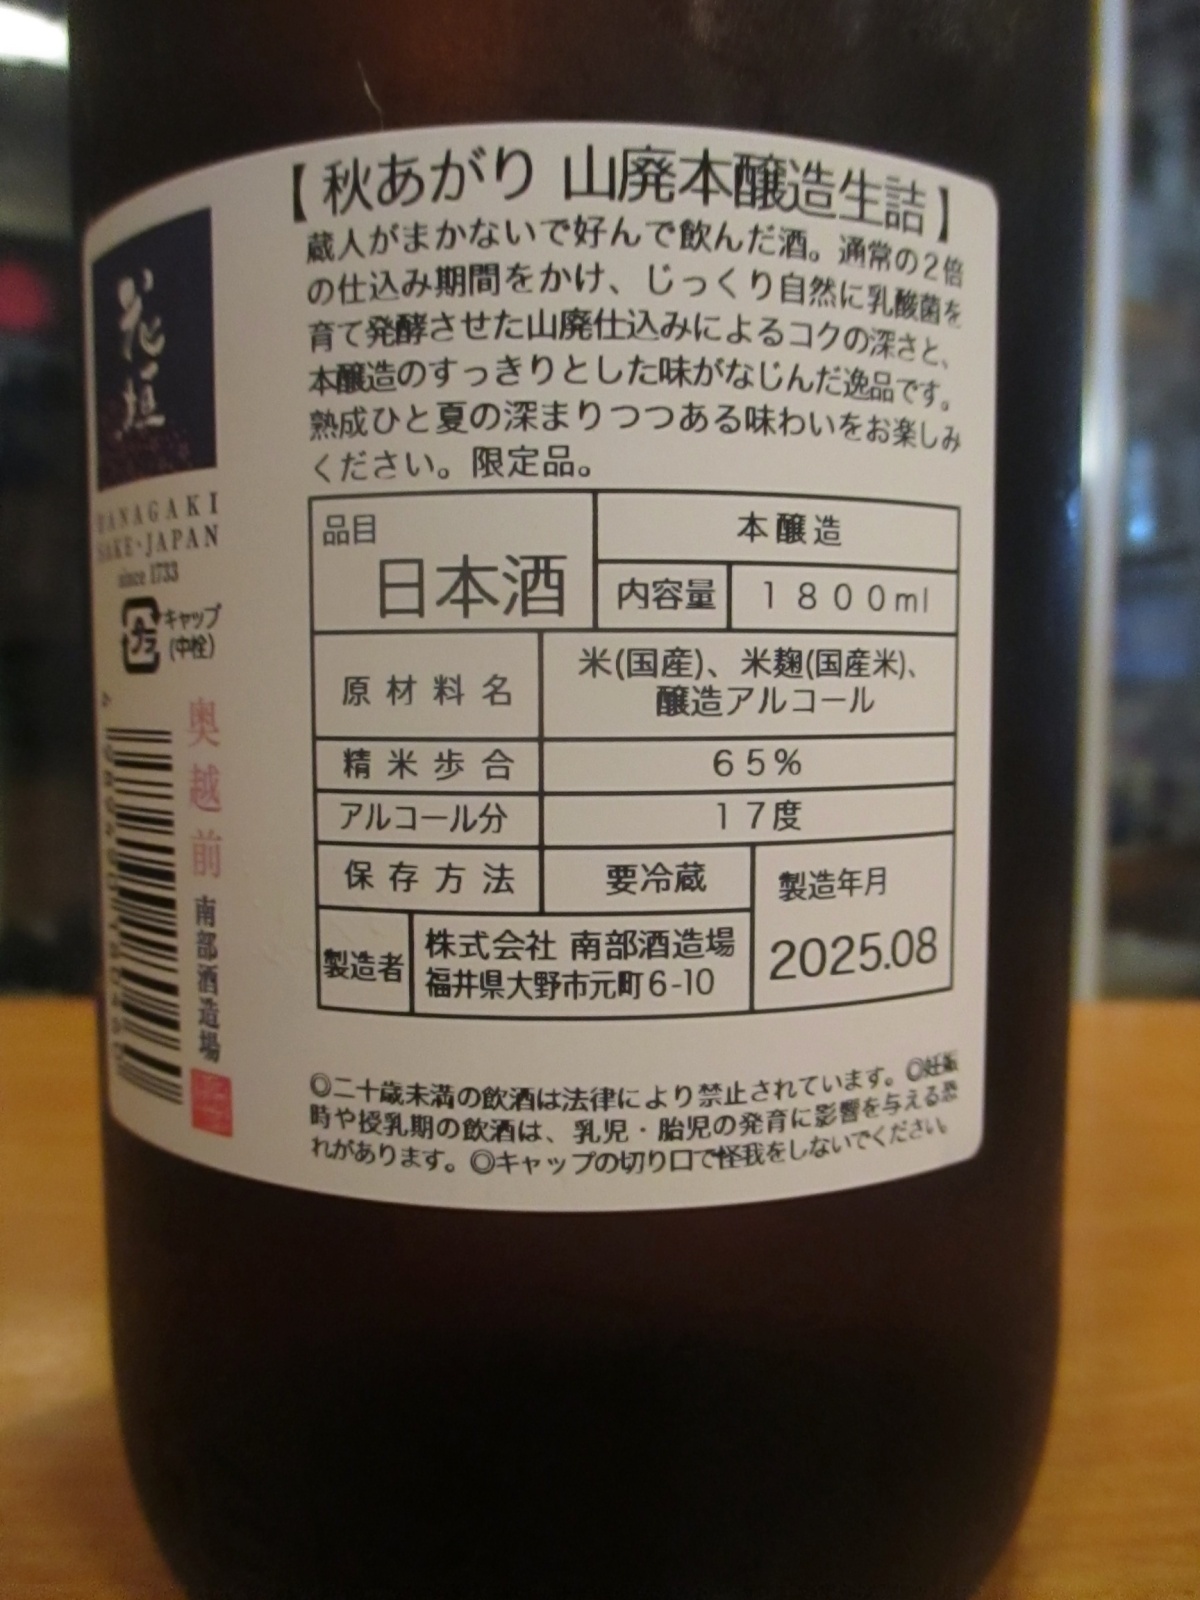 【秋あがり 山廃本醸造生詰】
蔵人がまかないで好んで飲んだ酒。通常の2倍
の仕込み期間をかけ、じっくり自然に乳酸菌を
育て発酵させた山廃仕込みによるコクの深さと、
本醸造のすっきりとした味がなじんだ逸品です。
熟成ひと夏の深まりつつある味わいをお楽しみ
ください。限定品。
品目
日本酒
本醸造
内容量
1800ml
原材料名
米(国産)、米麹(国産米)、
醸造アルコール
精米歩合
65%
アルコール分
17度
保存方法
要冷蔵
製造年月
2025.08
製造者
株式会社 南部酒造場
福井県大野市元町6-10
◎二十歳未満の飲酒は法律により禁止されています。◎妊娠
時や授乳期の飲酒は、乳児・胎児の発育に影響を与える恐
れがあります。◎キャップの切り口で怪我をしないでください。
花垣
HANAGAKI
SAKE・JAPAN
since 1733
プラ
キャップ
(中栓)
奥越前
南部酒造場